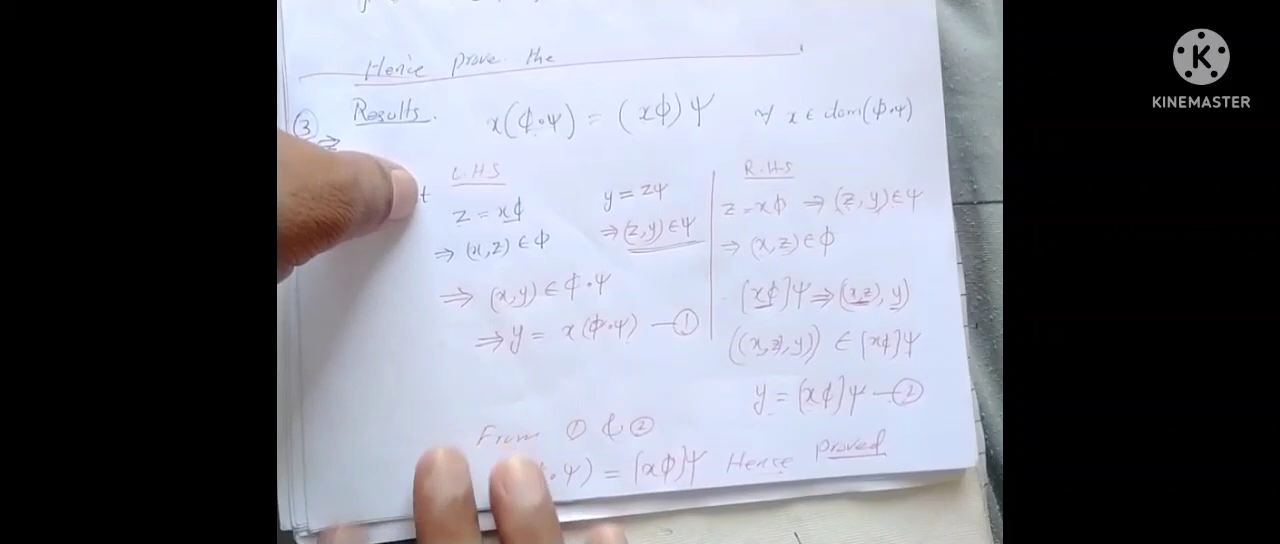 Hence prove the
③ Results. x(ϕ·ψ) = (xϕ)ψ ∀ x ∈ dom(ϕ·ψ)
L.H.S
z = xϕ y = zψ
⇒ (x,z) ∈ ϕ ⇒ (z,y) ∈ ψ
⇒ (x,y) ∈ ϕ·ψ
⇒ y = x(ϕ·ψ) —①
R.H.S
z = xϕ ⇒ (z,y) ∈ ψ
⇒ (x,z) ∈ ϕ
[xϕ]ψ ⇒ (x,z), y)
((x,z),y)) ∈ [xϕ]ψ
y = (xϕ]ψ —②
From ① & ②
·ψ) = [xϕ]ψ Hence proved
K
KINEMASTER